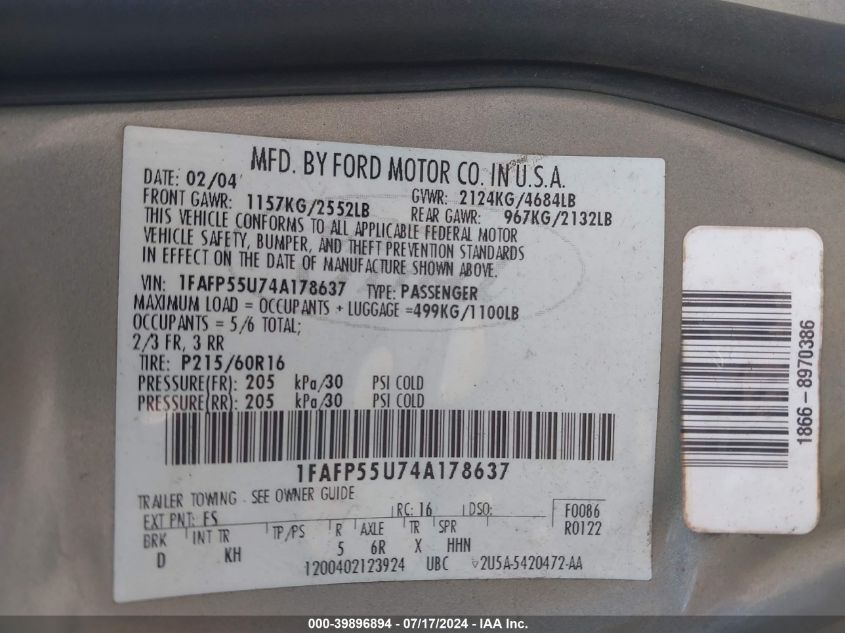 MFD. BY FORD MOTOR CO. IN U.S.A.
DATE: 02/04 GVWR: 2124KG/4684LB
FRONT GAWR: 1157KG/2552LB REAR GAWR: 967KG/2132LB
THIS VEHICLE CONFORMS TO ALL APPLICABLE FEDERAL MOTOR
VEHICLE SAFETY, BUMPER, AND THEFT PREVENTION STANDARDS
IN EFFECT ON THE DATE OF MANUFACTURE SHOWN ABOVE.
VIN: 1FAFP55U74A178637 TYPE: PASSENGER
MAXIMUM LOAD = OCCUPANTS + LUGGAGE =499KG/1100LB
OCCUPANTS = 5/6 TOTAL;
2/3 FR, 3 RR
TIRE: P215/60R16
PRESSURE(FR): 205 kPa/30 PSI COLD
PRESSURE(RR): 205 kPa/30 PSI COLD
1FAFP55U74A178637
TRAILER TOWING - SEE OWNER GUIDE
EXT PNT: FS RC: 16 DSO: F0086
R0122
BRK INT TR TP/PS R AXLE TR SPR
D KH 5 6R X HHN
1200402123924 UBC 2U5A-5420472-AA
1866-8970386
000-39896894 / 07/17/2024 - IAA Inc.